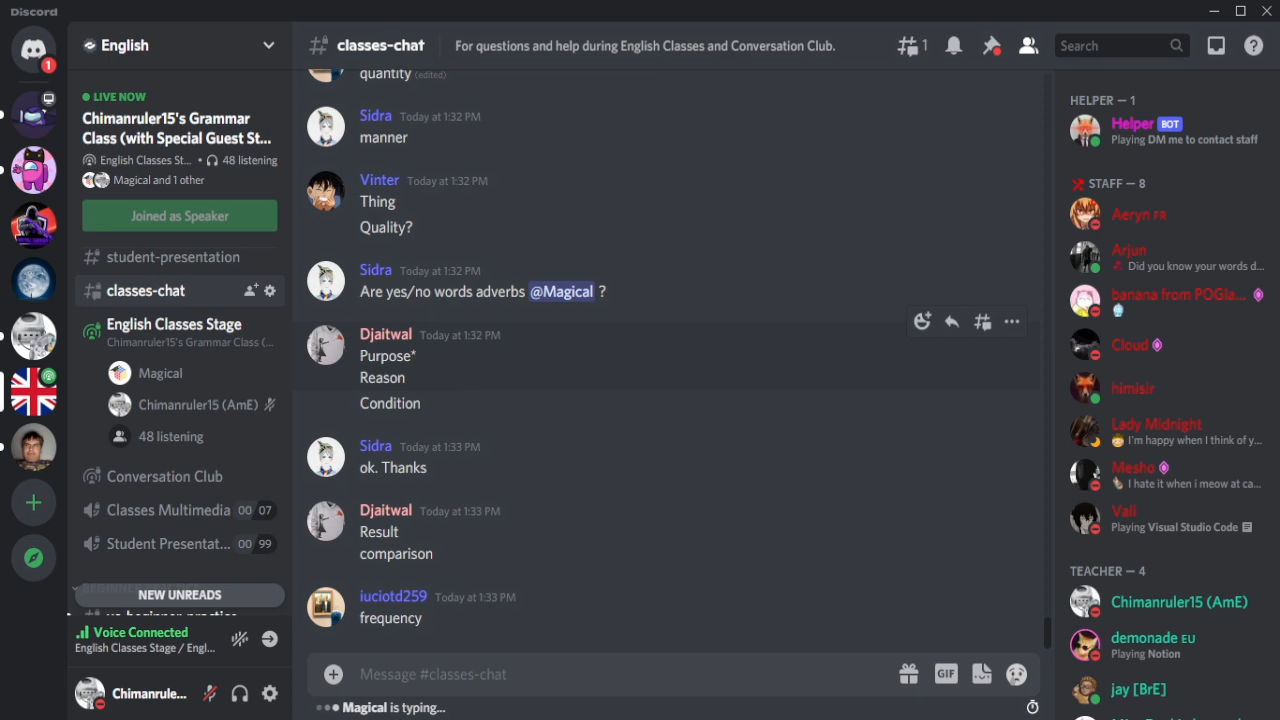 Discord
1
English
LIVE NOW
Chimanruler15's Grammar
Class (with Special Guest St...
English Classes St... • 48 listening
Magical and 1 other
Joined as Speaker
student-presentation
classes-chat
English Classes Stage
Chimanruler15's Grammar Class (...
Magical
Chimanruler15 (AmE)
48 listening
Conversation Club
Classes Multimedia 00 07
Student Presentat... 00 99
NEW UNREADS
Voice Connected
English Classes Stage / Engl...
Chimanrule...
classes-chat
For questions and help during English Classes and Conversation Club.
1
Search
quantity (edited)
Sidra Today at 1:32 PM
manner
Vinter Today at 1:32 PM
Thing
Quality?
Sidra Today at 1:32 PM
Are yes/no words adverbs @Magical ?
Djaitwal Today at 1:32 PM
Purpose*
Reason
Condition
Sidra Today at 1:33 PM
ok. Thanks
Djaitwal Today at 1:33 PM
Result
comparison
iuciotd259 Today at 1:33 PM
frequency
Message #classes-chat
GIF
Magical is typing...
HELPER — 1
Helper BOT
Playing DM me to contact staff
STAFF — 8
Aeryn FR
Arjun
Did you know your words d...
banana from POGla...
Cloud
himisir
Lady Midnight
I'm happy when I think of y...
Mesho
I hate it when i meow at ca...
Vali
Playing Visual Studio Code
TEACHER — 4
Chimanruler15 (AmE)
demonade EU
Playing Notion
jay [BrE]